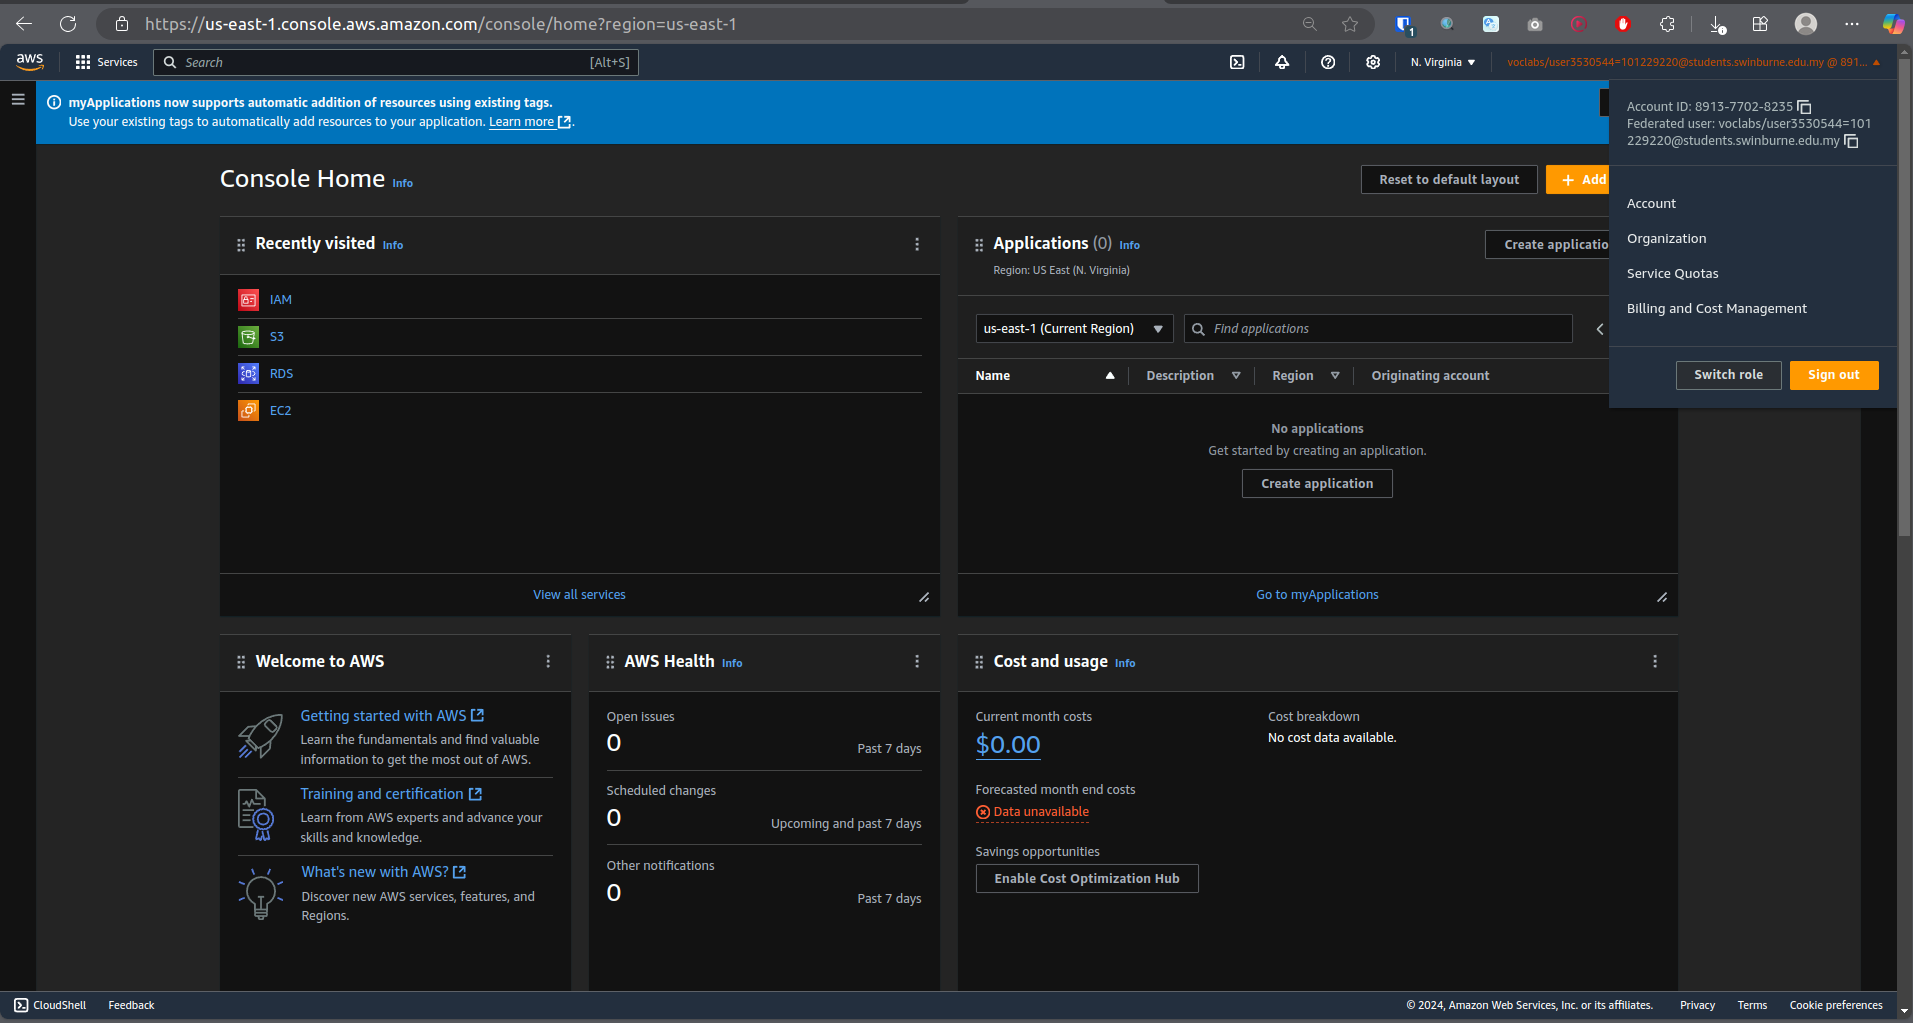 https://us-east-1.console.aws.amazon.com/console/home?region=us-east-1
1
aws
Services
Search
[Alt+S]
N. Virginia
voclabs/user3530544=101229220@students.swinburne.edu.my @ 891...
myApplications now supports automatic addition of resources using existing tags.
Use your existing tags to automatically add resources to your application. Learn more.
Account ID: 8913-7702-8235
Federated user: voclabs/user3530544=101
229220@students.swinburne.edu.my
Account
Organization
Service Quotas
Billing and Cost Management
Switch role
Sign out
Console Home Info
Reset to default layout
+ Add
Recently visited Info
IAM
S3
RDS
EC2
View all services
Applications (0) Info
Region: US East (N. Virginia)
Create applicatio
us-east-1 (Current Region)
Find applications
Name
Description
Region
Originating account
No applications
Get started by creating an application.
Create application
Go to myApplications
Welcome to AWS
Getting started with AWS
Learn the fundamentals and find valuable
information to get the most out of AWS.
Training and certification
Learn from AWS experts and advance your
skills and knowledge.
What's new with AWS?
Discover new AWS services, features, and
Regions.
AWS Health Info
Open issues
0
Past 7 days
Scheduled changes
0
Upcoming and past 7 days
Other notifications
0
Past 7 days
Cost and usage Info
Current month costs
$0.00
Cost breakdown
No cost data available.
Forecasted month end costs
Data unavailable
Savings opportunities
Enable Cost Optimization Hub
CloudShell
Feedback
© 2024, Amazon Web Services, Inc. or its affiliates.
Privacy
Terms
Cookie preferences